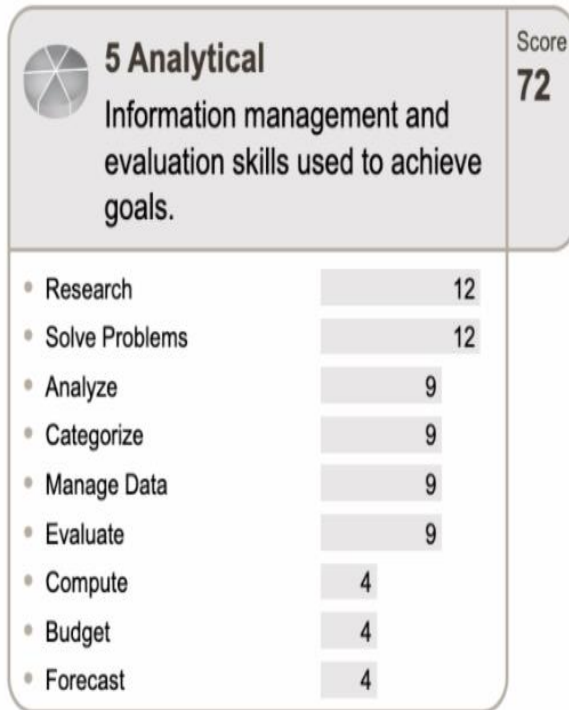 5 Analytical
Score
72
Information management and
evaluation skills used to achieve
goals.
Research 12
Solve Problems 12
Analyze 9
Categorize 9
Manage Data 9
Evaluate 9
Compute 4
Budget 4
Forecast 4